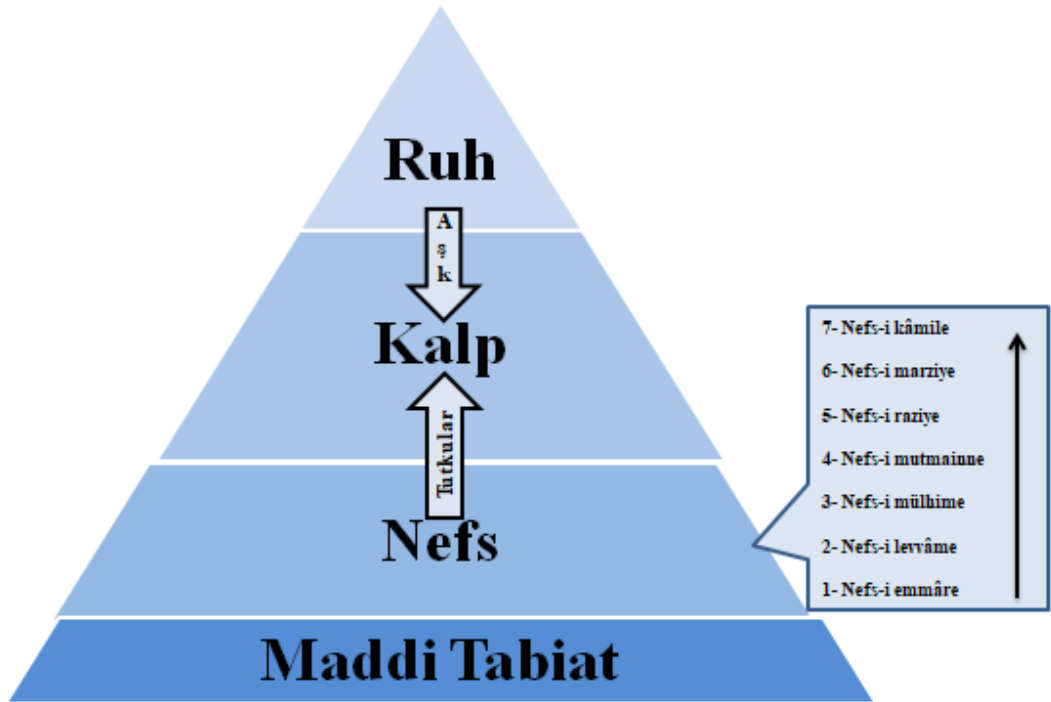 Ruh
Aşk
Kalp
Tutkular
Nefs
Maddi Tabiat
7- Nefs-i kâmile
6- Nefs-i marziye
5- Nefs-i raziye
4- Nefs-i mutmainne
3- Nefs-i mülhime
2- Nefs-i levvâme
1- Nefs-i emmâre